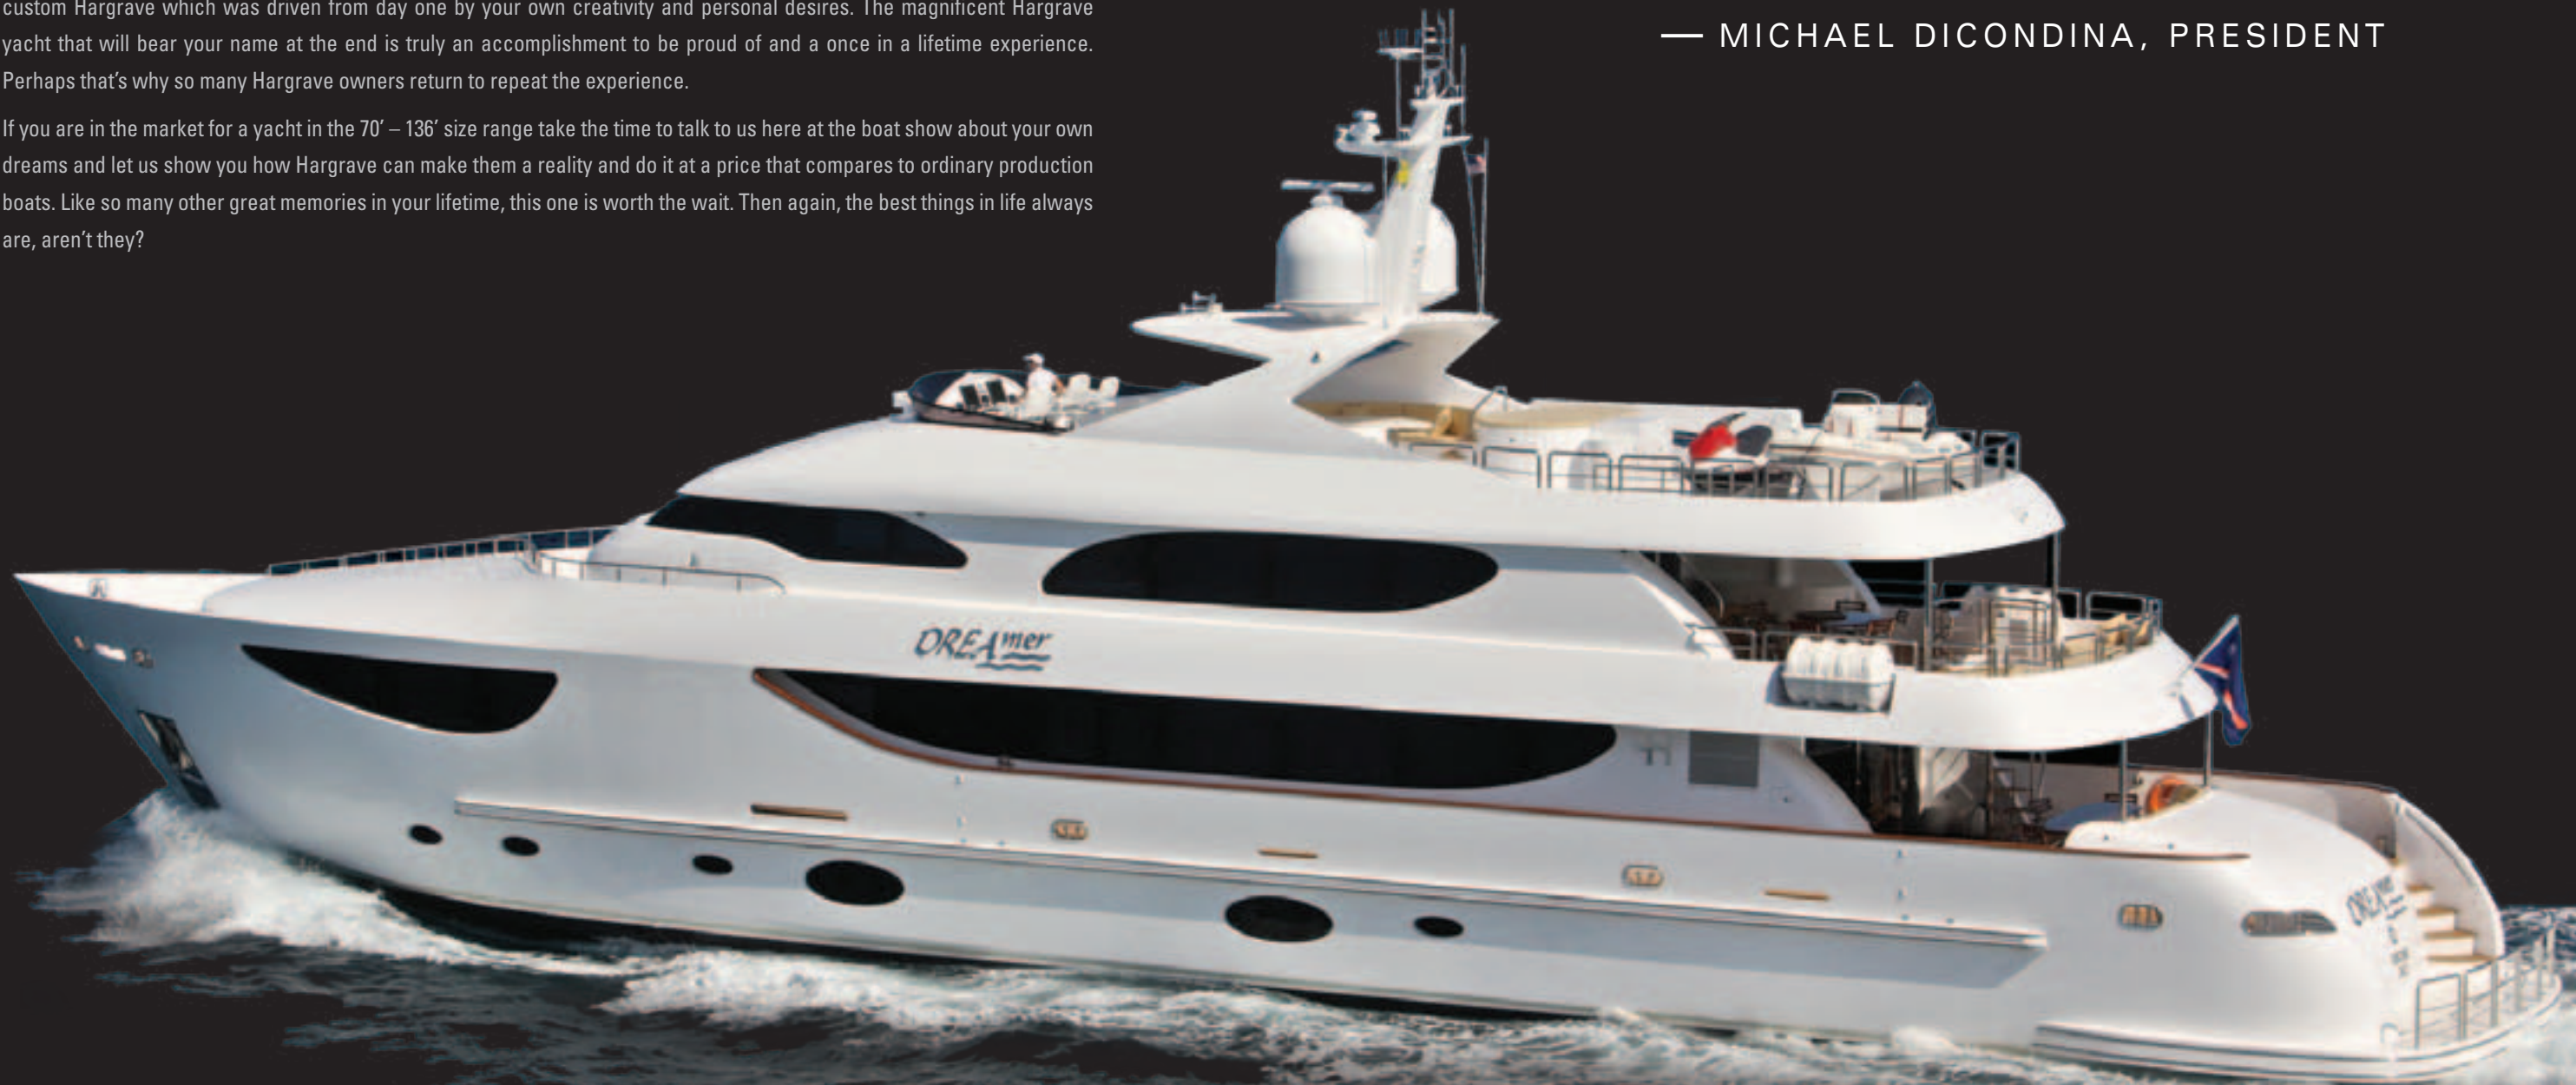 custom Hargrave which was driven from day one by your own creativity and personal desires. The magnificent Hargrave
yacht that will bear your name at the end is truly an accomplishment to be proud of and a once in a lifetime experience.
Perhaps that’s why so many Hargrave owners return to repeat the experience.
If you are in the market for a yacht in the 70’ – 136’ size range take the time to talk to us here at the boat show about your own
dreams and let us show you how Hargrave can make them a reality and do it at a price that compares to ordinary production
boats. Like so many other great memories in your lifetime, this one is worth the wait. Then again, the best things in life always
are, aren’t they?
— MICHAEL DICONDINA, PRESIDENT
DREAmer
DREAmer